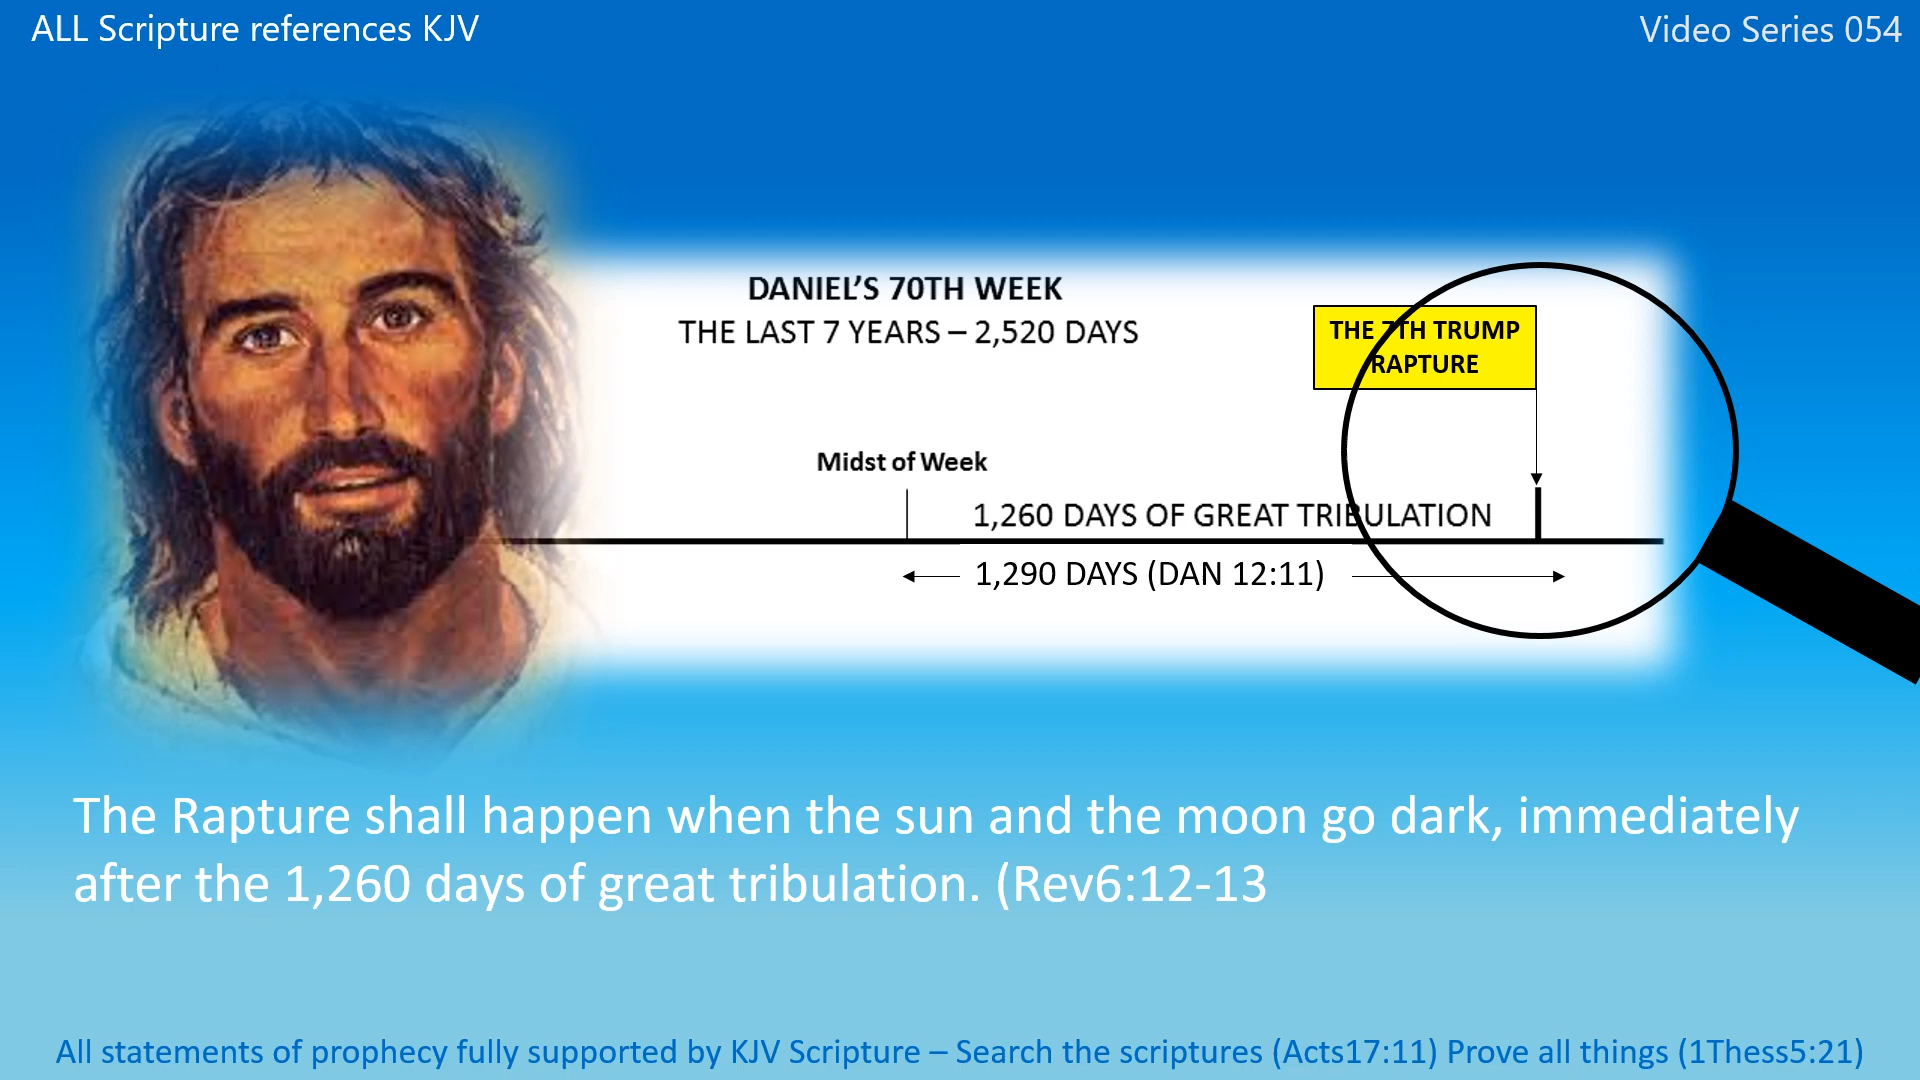 ALL Scripture references KJV
Video Series 054
DANIEL’S 70TH WEEK
THE LAST 7 YEARS – 2,520 DAYS
THE 7TH TRUMP
RAPTURE
Midst of Week
1,260 DAYS OF GREAT TRIBULATION
1,290 DAYS (DAN 12:11)
The Rapture shall happen when the sun and the moon go dark, immediately
after the 1,260 days of great tribulation. (Rev6:12-13
All statements of prophecy fully supported by KJV Scripture – Search the scriptures (Acts17:11) Prove all things (1Thess5:21)